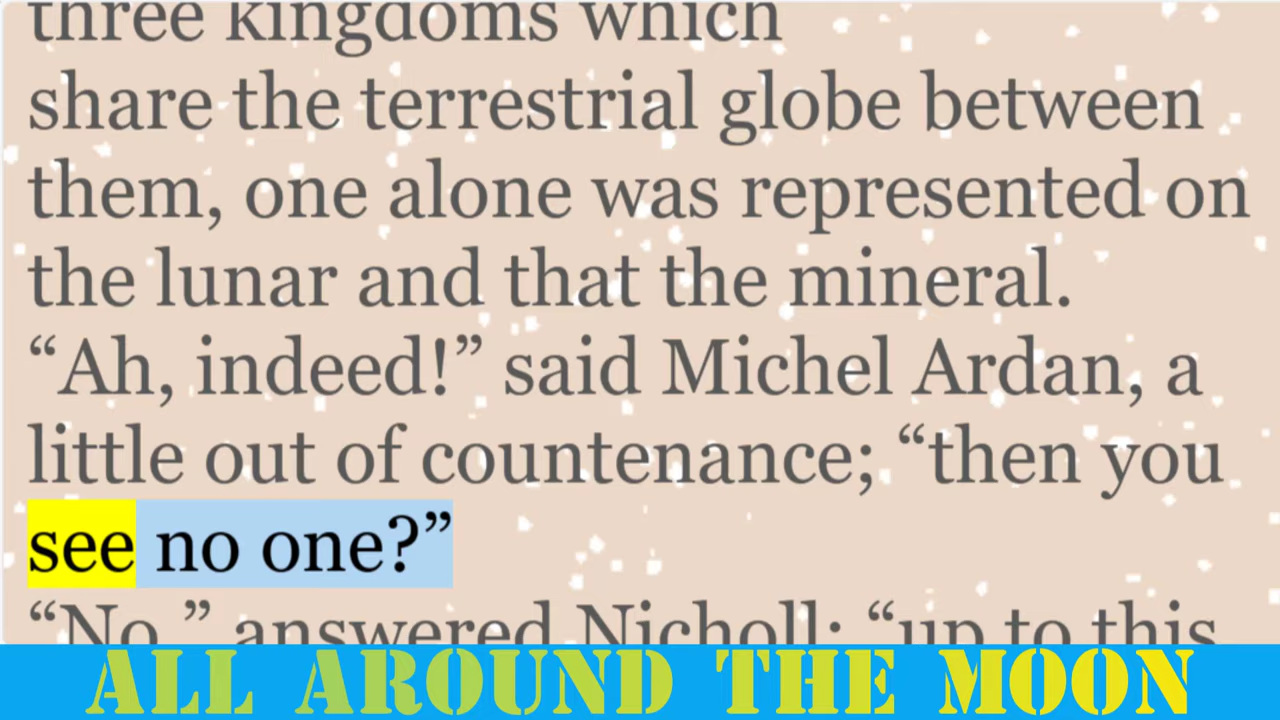 three kingdoms which
share the terrestrial globe between
them, one alone was represented on
the lunar and that the mineral.
“Ah, indeed!” said Michel Ardan, a
little out of countenance; “then you
see no one?”
“No,” answered Nicholl; “up to this
ALL AROUND THE MOON